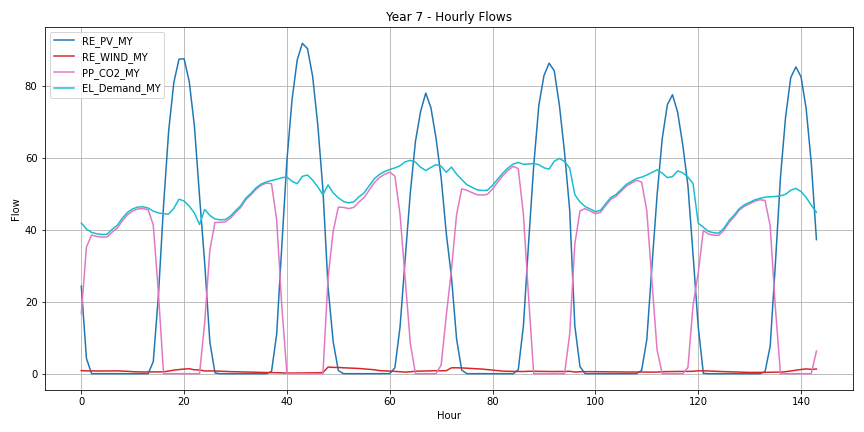 Year 7 - Hourly Flows
RE_PV_MY
RE_WIND_MY
PP_CO2_MY
EL_Demand_MY
80
60
40
20
0
Flow
0 20 40 60 80 100 120 140
Hour